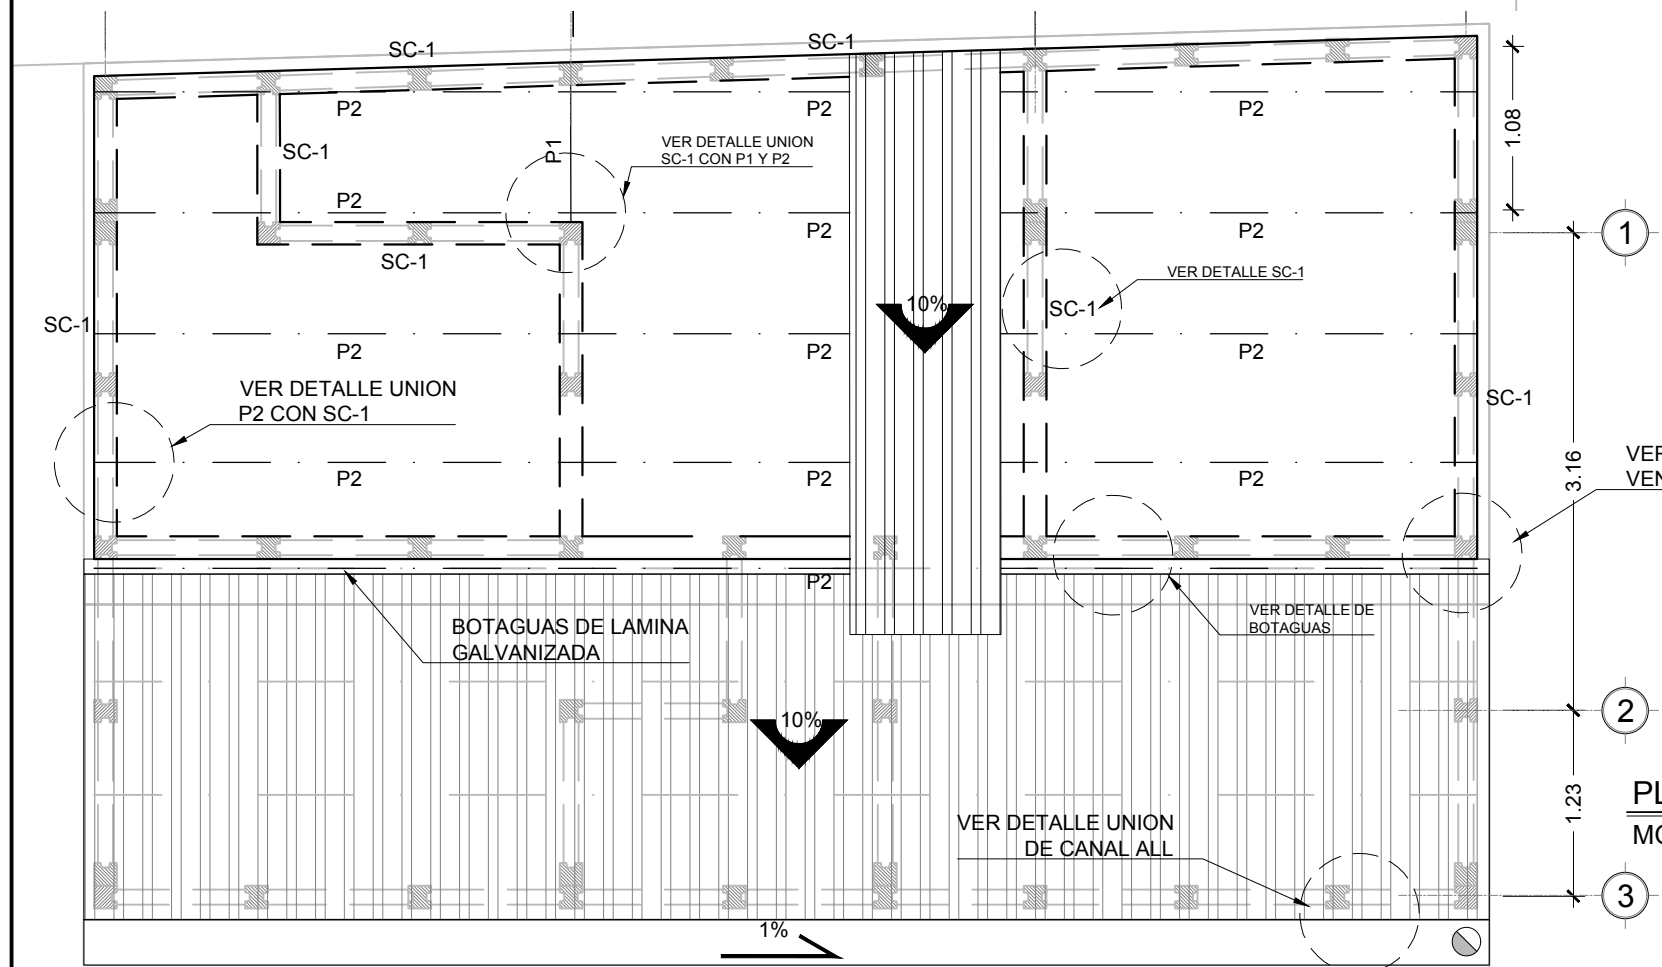 SC-1
SC-1
P2
P2
P2
1.08
SC-1
P1
VER DETALLE UNION
SC-1 CON P1 Y P2
P2
P2
P2
1
SC-1
VER DETALLE SC-1
10%
SC-1
SC-1
P2
P2
P2
VER DETALLE UNION
P2 CON SC-1
SC-1
3.16
VER
VEN
P2
P2
P2
P2
BOTAGUAS DE LAMINA
GALVANIZADA
VER DETALLE DE
BOTAGUAS
10%
2
1.23
PL
MO
VER DETALLE UNION
DE CANAL ALL
3
1%